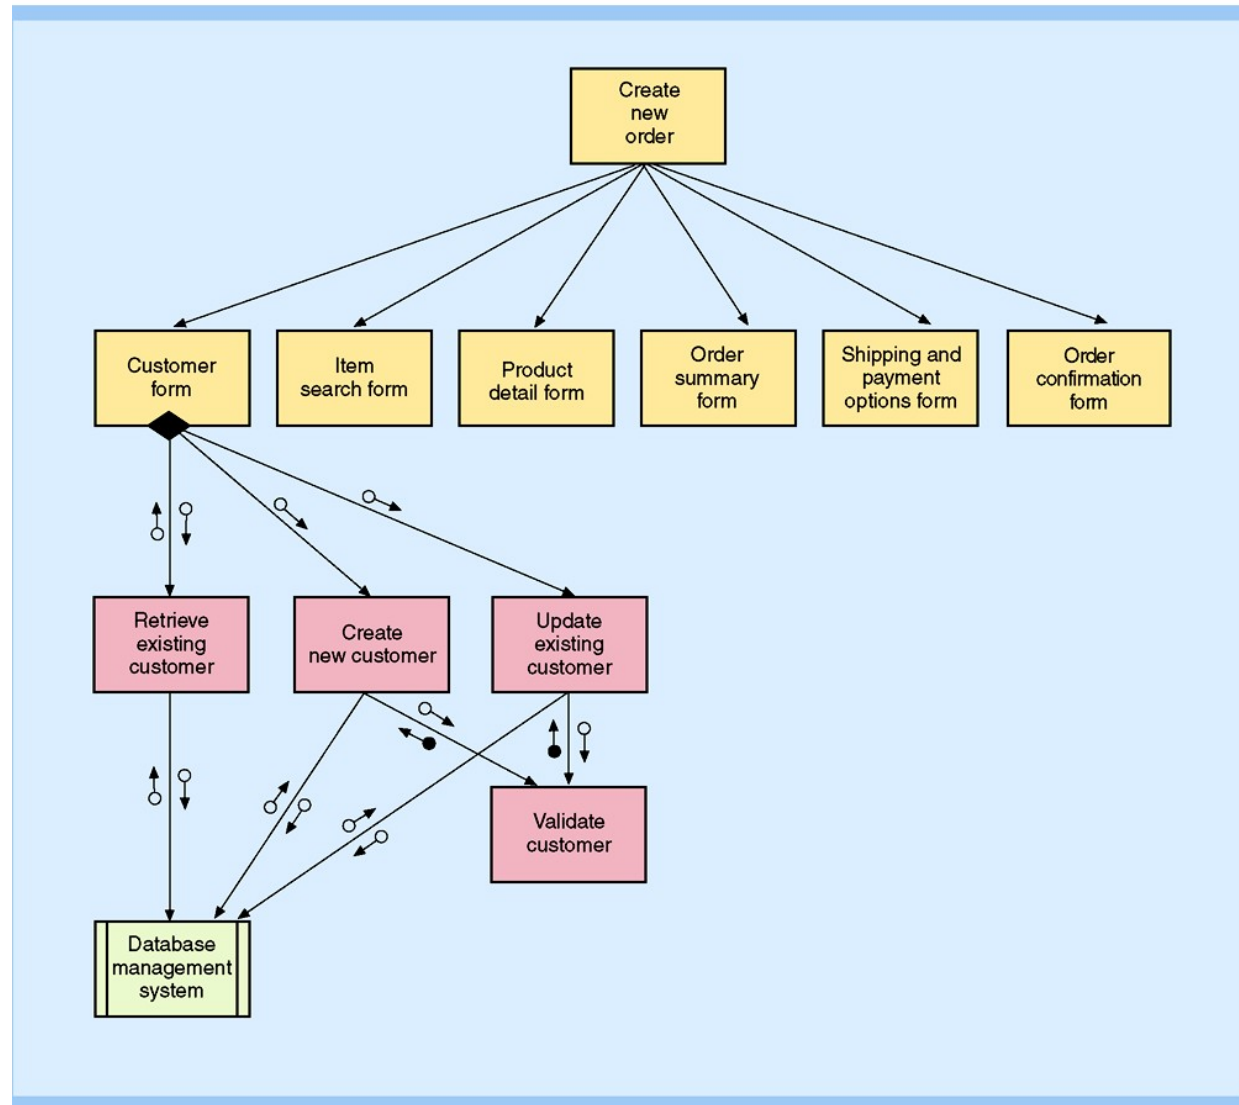 Create
new
order
Customer
form
Item
search form
Product
detail form
Order
summary
form
Shipping and
payment
options form
Order
confirmation
form
Retrieve
existing
customer
Create
new customer
Update
existing
customer
Validate
customer
Database
management
system